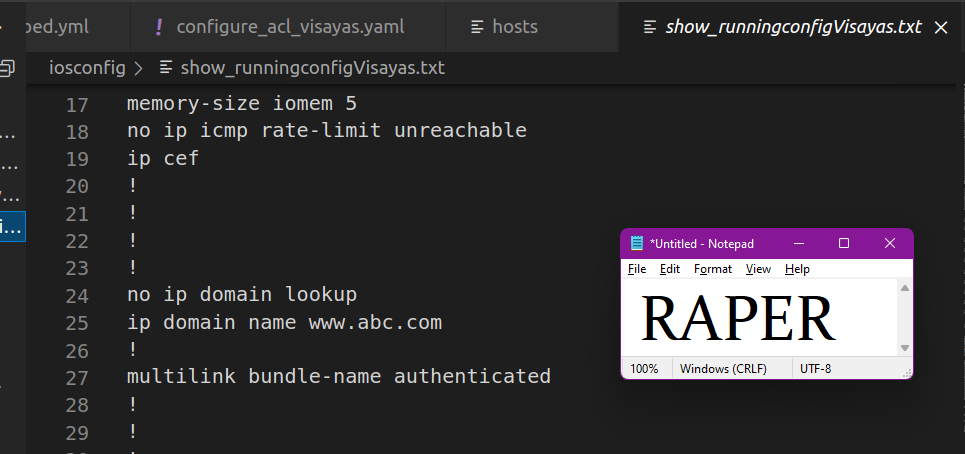 ped.yml
! configure_acl_visayas.yaml
hosts
show_runningconfigVisayas.txt
iosconfig > show_runningconfigVisayas.txt
17 memory-size iomem 5
18 no ip icmp rate-limit unreachable
19 ip cef
20 !
21 !
22 !
23 !
24 no ip domain lookup
25 ip domain name www.abc.com
26 !
27 multilink bundle-name authenticated
28 !
29 !
*Untitled - Notepad
File Edit Format View Help
RAPER
100% Windows (CRLF) UTF-8